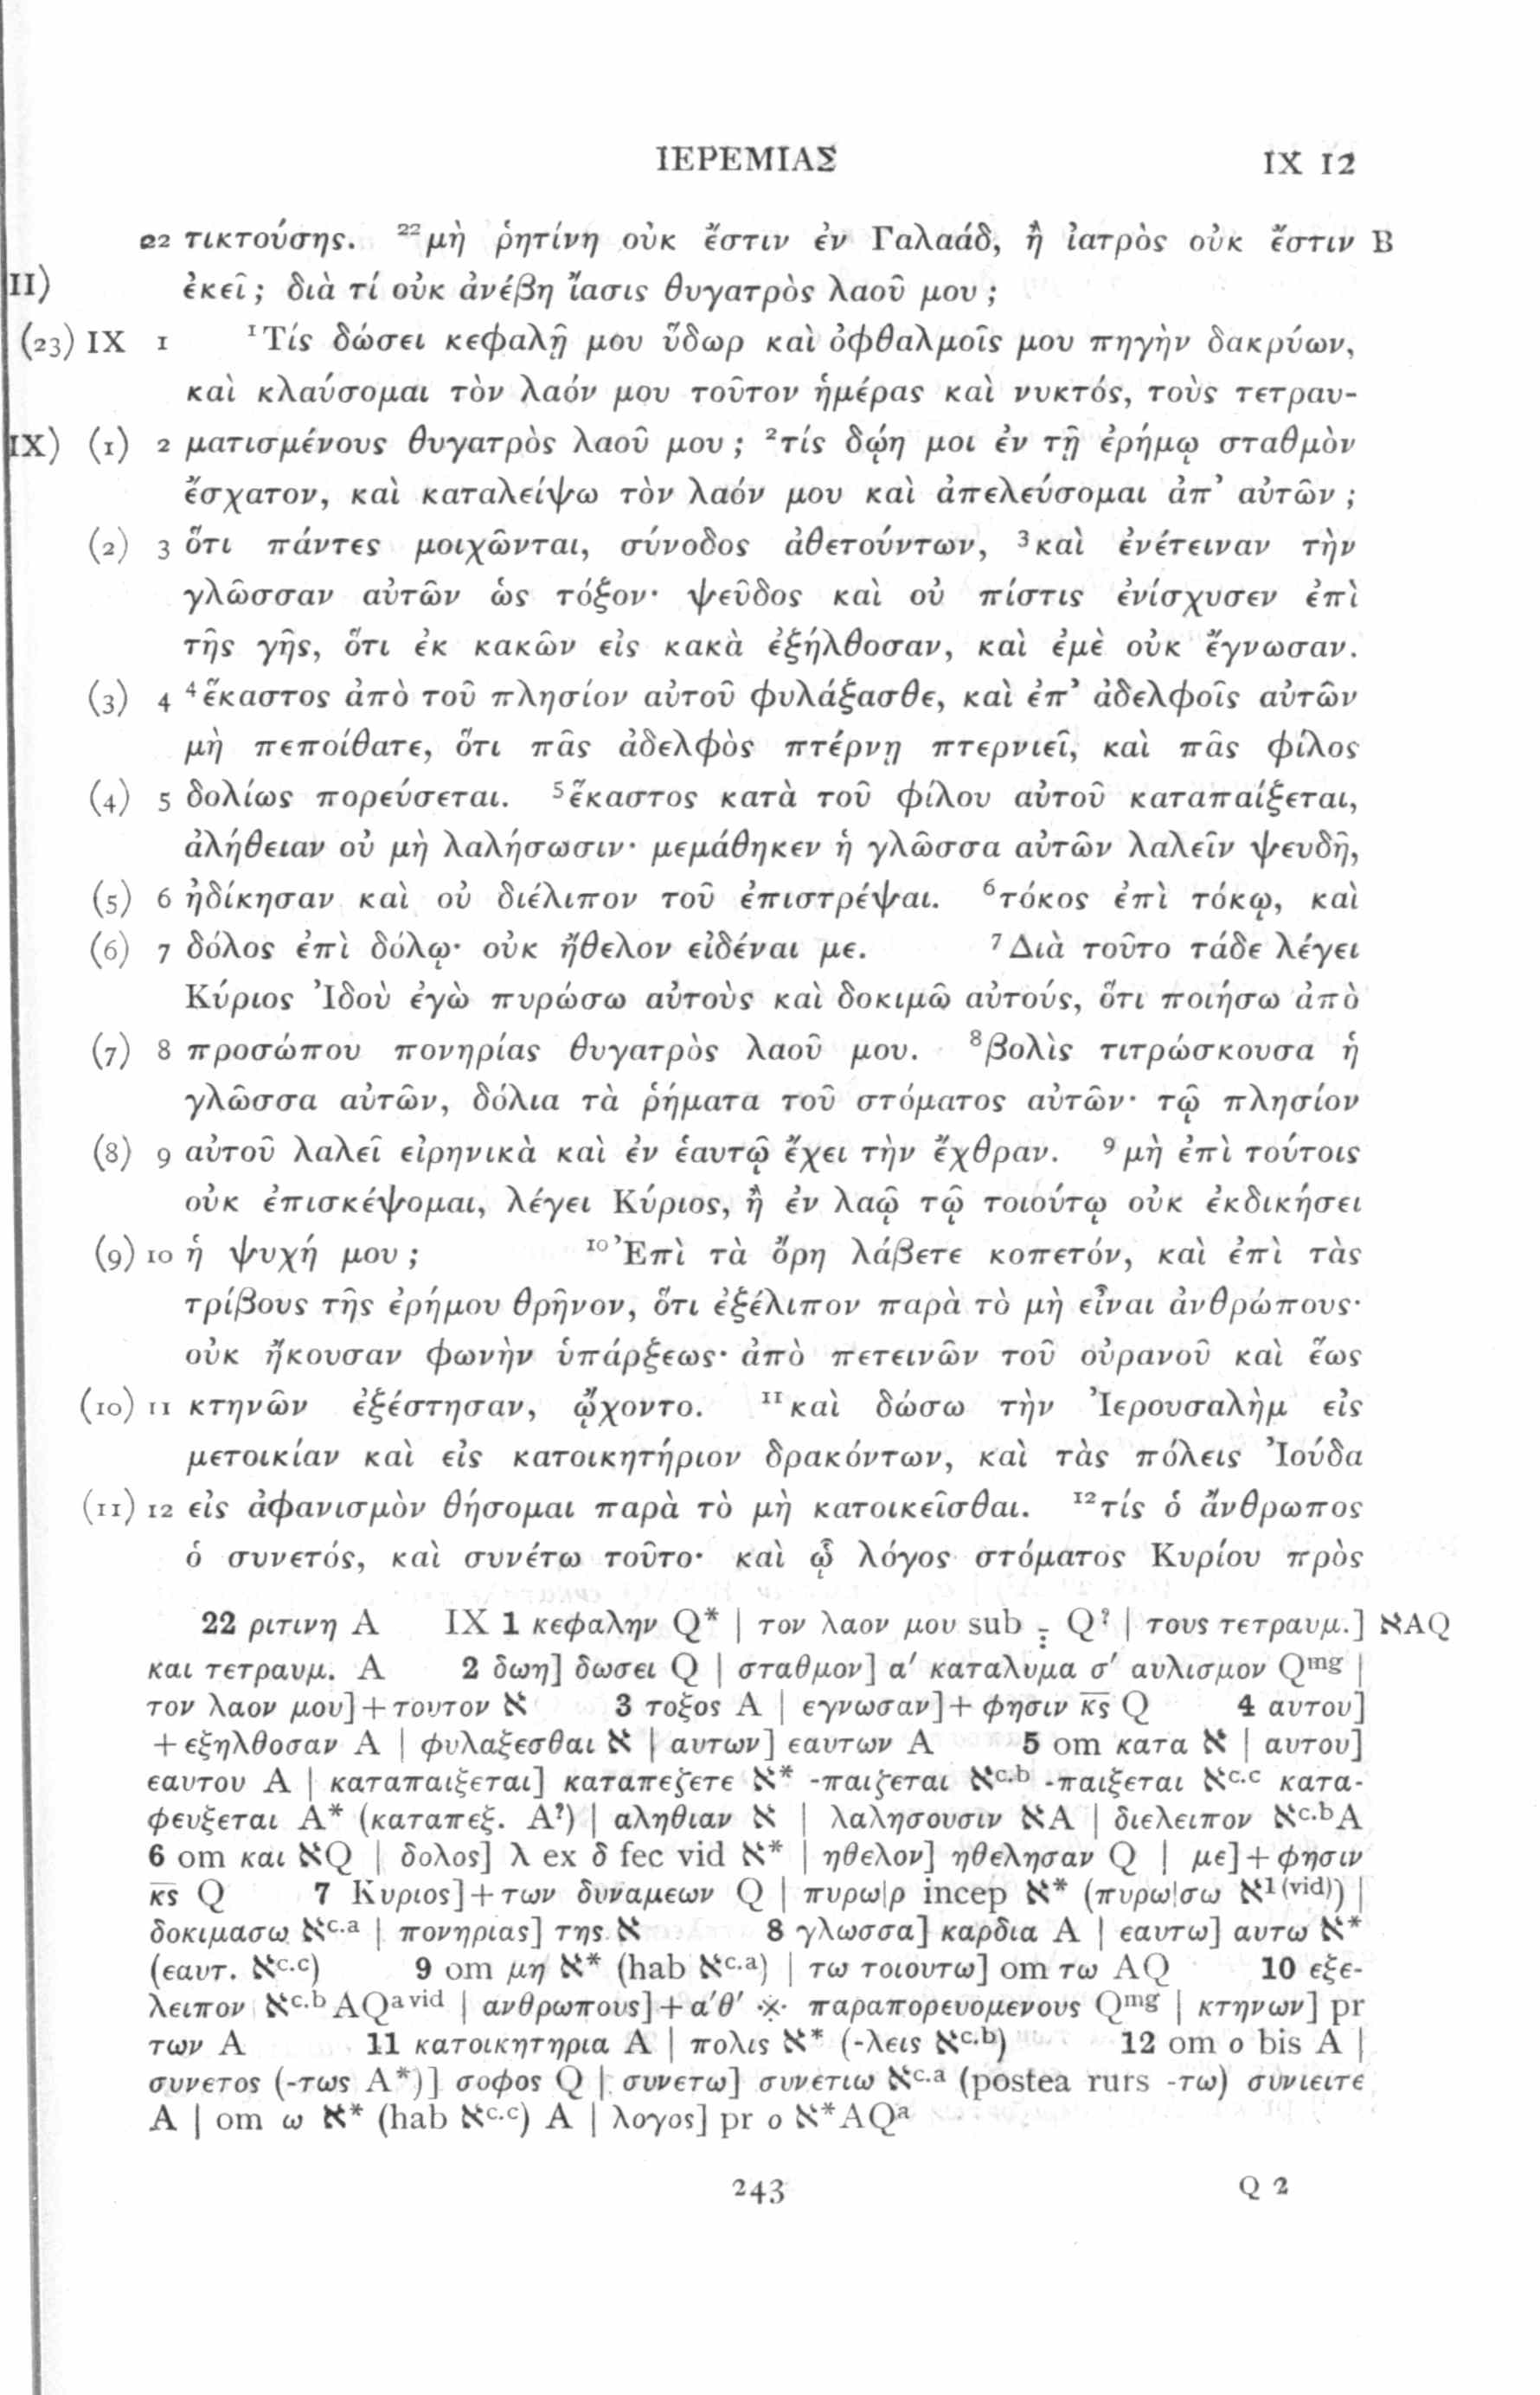 ΙΕΡΕΜΙΑΣ IX 12
22 τικτούσης. ²²μὴ ῥητίνη οὐκ ἔστιν ἐν Γαλαάδ, ἢ ἰατρὸς οὐκ ἔστιν B
11) ἐκεῖ; διὰ τί οὐκ ἀνέβη ἴασις θυγατρὸς λαοῦ μου;
(23) IX 1 ¹Τίς δώσει κεφαλῇ μου ὕδωρ καὶ ὀφθαλμοῖς μου πηγὴν δακρύων,
καὶ κλαύσομαι τὸν λαόν μου τοῦτον ἡμέρας καὶ νυκτός, τοὺς τετραυ-
IX) (1) 2 ματισμένους θυγατρὸς λαοῦ μου; ²τίς δῴη μοι ἐν τῇ ἐρήμῳ σταθμὸν
ἔσχατον, καὶ καταλείψω τὸν λαόν μου καὶ ἀπελεύσομαι ἀπ’ αὐτῶν;
(2) 3 ὅτι πάντες μοιχῶνται, σύνοδος ἀθετούντων, ³καὶ ἐνέτειναν τὴν
γλῶσσαν αὐτῶν ὡς τόξον· ψεῦδος καὶ οὐ πίστις ἐνίσχυσεν ἐπὶ
τῆς γῆς, ὅτι ἐκ κακῶν εἰς κακὰ ἐξήλθοσαν, καὶ ἐμὲ οὐκ ἔγνωσαν.
(3) 4 ⁴ἕκαστος ἀπὸ τοῦ πλησίον αὐτοῦ φυλάξασθε, καὶ ἐπ’ ἀδελφοῖς αὐτῶν
μὴ πεποίθατε, ὅτι πᾶς ἀδελφὸς πτέρνῃ πτερνιεῖ, καὶ πᾶς φίλος
(4) 5 δολίως πορεύσεται. ⁵ἕκαστος κατὰ τοῦ φίλου αὐτοῦ καταπαίξεται,
ἀλήθειαν οὐ μὴ λαλήσωσιν· μεμάθηκεν ἡ γλῶσσα αὐτῶν λαλεῖν ψευδῆ,
(5) 6 ἠδίκησαν καὶ οὐ διέλιπον τοῦ ἐπιστρέψαι. ⁶τόκος ἐπὶ τόκῳ, καὶ
(6) 7 δόλος ἐπὶ δόλῳ· οὐκ ἤθελον εἰδέναι με. ⁷Διὰ τοῦτο τάδε λέγει
Κύριος Ἰδοὺ ἐγὼ πυρώσω αὐτοὺς καὶ δοκιμῶ αὐτούς, ὅτι ποιήσω ἀπὸ
(7) 8 προσώπου πονηρίας θυγατρὸς λαοῦ μου. ⁸βολὶς τιτρώσκουσα ἡ
γλῶσσα αὐτῶν, δόλια τὰ ῥήματα τοῦ στόματος αὐτῶν· τῷ πλησίον
(8) 9 αὐτοῦ λαλεῖ εἰρηνικὰ καὶ ἐν ἑαυτῷ ἔχει τὴν ἔχθραν. ⁹μὴ ἐπὶ τούτοις
οὐκ ἐπισκέψομαι, λέγει Κύριος, ἢ ἐν λαῷ τῷ τοιούτῳ οὐκ ἐκδικήσει
(9) 10 ἡ ψυχή μου; ¹⁰Ἐπὶ τὰ ὄρη λάβετε κοπετόν, καὶ ἐπὶ τὰς
τρίβους τῆς ἐρήμου θρῆνον, ὅτι ἐξέλιπον παρὰ τὸ μὴ εἶναι ἀνθρώπους·
οὐκ ἤκουσαν φωνὴν ὑπάρξεως· ἀπὸ πετεινῶν τοῦ οὐρανοῦ καὶ ἕως
(10) 11 κτηνῶν ἐξέστησαν, ᾤχοντο. ¹¹καὶ δώσω τὴν Ἰερουσαλὴμ εἰς
μετοικίαν καὶ εἰς κατοικητήριον δρακόντων, καὶ τὰς πόλεις Ἰούδα
(11) 12 εἰς ἀφανισμὸν θήσομαι παρὰ τὸ μὴ κατοικεῖσθαι. ¹²τίς ὁ ἄνθρωπος
ὁ συνετός, καὶ συνέτω τοῦτο· καὶ ᾧ λόγος στόματος Κυρίου πρὸς
22 ριτινη A IX 1 κεφαλην Q* | τον λαον μου sub ⁒ Q? | τους τετραυμ.] אAQ
και τετραυμ. A 2 δωη] δωσει Q | σταθμον] α′ καταλυμα σ′ αυλισμον Qᵐᵍ |
τον λαον μου]+τουτον א 3 τοξος A | εγνωσαν]+ φησιν κ̅ς̅ Q 4 αυτου]
+εξηλθοσαν A | φυλαξεσθαι א | αυτων] εαυτων A 5 om κατα א | αυτου]
εαυτου A | καταπαιξεται] καταπεζετε א* -παιζεται אᶜ·ᵇ -παιξεται אᶜ·ᶜ κατα-
φευξεται A* (καταπεξ. A?) | αληθιαν א | λαλησουσιν אA | διελειπον אᶜ·ᵇA
6 om και אQ | δολος] λ ex δ fec vid א* | ηθελον] ηθελησαν Q | με]+φησιν
κ̅ς̅ Q 7 Κυριος]+των δυναμεων Q | πυρω|ρ incep א* (πυρω|σω א¹⁽ᵛⁱᵈ⁾) |
δοκιμασω אᶜ·ᵃ | πονηριας] της א 8 γλωσσα] καρδια A | εαυτω] αυτω א*
(εαυτ. אᶜ·ᶜ) 9 om μη א* (hab אᶜ·ᵃ) | τω τοιουτω] om τω AQ 10 εξε-
λειπον אᶜ·ᵇAQᵃᵛⁱᵈ | ανθρωπους]+α′θ′ ※ παραπορευομενους Qᵐᵍ | κτηνων] pr
των A 11 κατοικητηρια A | πολις א* (-λεις אᶜ·ᵇ) 12 om ο bis A |
συνετος (-τως A*)] σοφος Q | συνετω] συνετιω אᶜ·ᵃ (postea rurs -τω) συνιειτε
A | om ω א* (hab אᶜ·ᶜ) A | λογος] pr ο א*AQᵃ
243 Q 2